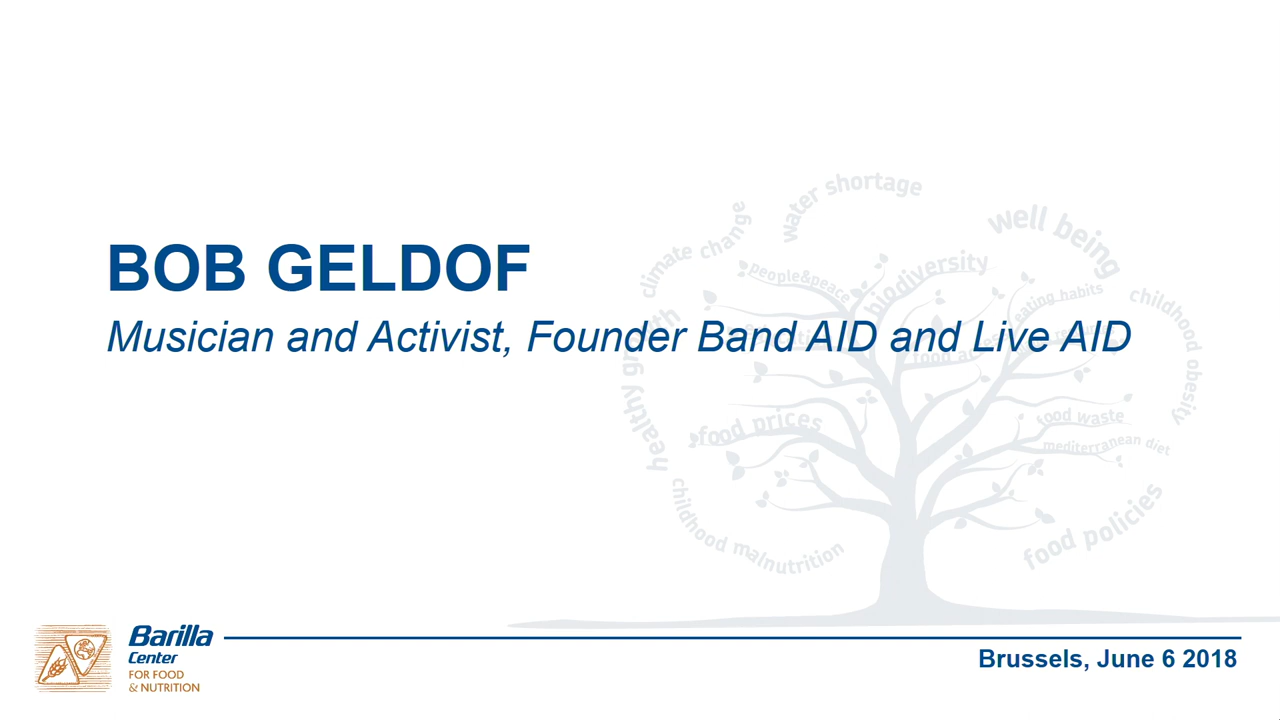 BOB GELDOF
Musician and Activist, Founder Band AID and Live AID
water shortage
well being
climate change
people&peace
biodiversity
eating habits
childhood obesity
healthy growth
food prices
food waste
mediterranean diet
childhood malnutrition
food policies
Barilla
Center
FOR FOOD
& NUTRITION
Brussels, June 6 2018